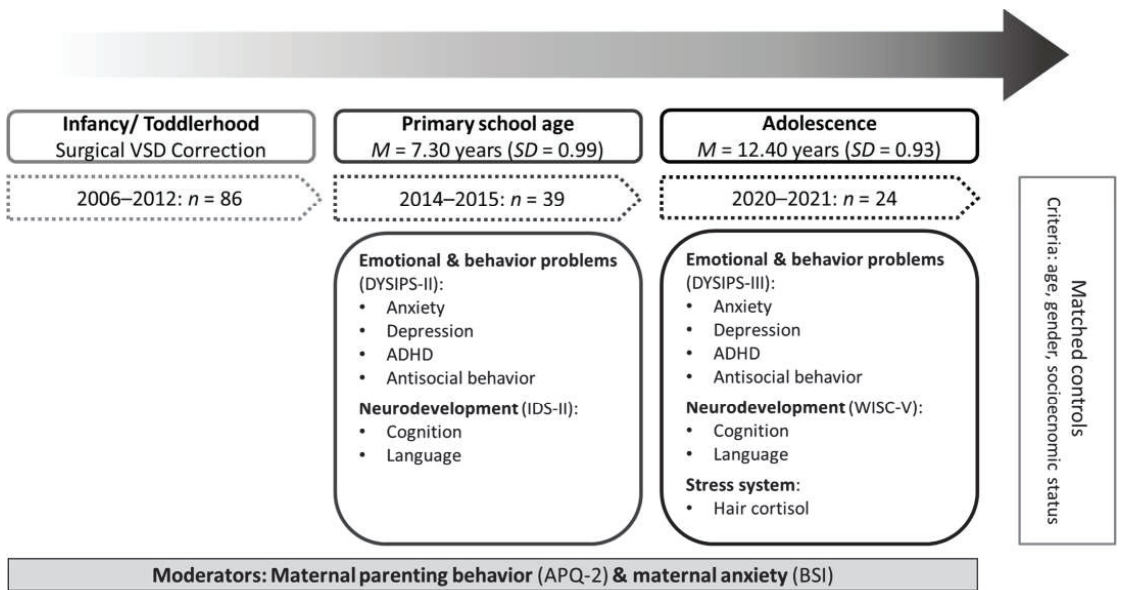 Infancy/ Toddlerhood
Surgical VSD Correction
2006–2012: n = 86
Primary school age
M = 7.30 years (SD = 0.99)
2014–2015: n = 39
Emotional & behavior problems
(DYSIPS-II):
• Anxiety
• Depression
• ADHD
• Antisocial behavior
Neurodevelopment (IDS-II):
• Cognition
• Language
Adolescence
M = 12.40 years (SD = 0.93)
2020–2021: n = 24
Emotional & behavior problems
(DYSIPS-III):
• Anxiety
• Depression
• ADHD
• Antisocial behavior
Neurodevelopment (WISC-V):
• Cognition
• Language
Stress system:
• Hair cortisol
Matched controls
Criteria: age, gender, socioecnomic status
Moderators: Maternal parenting behavior (APQ-2) & maternal anxiety (BSI)